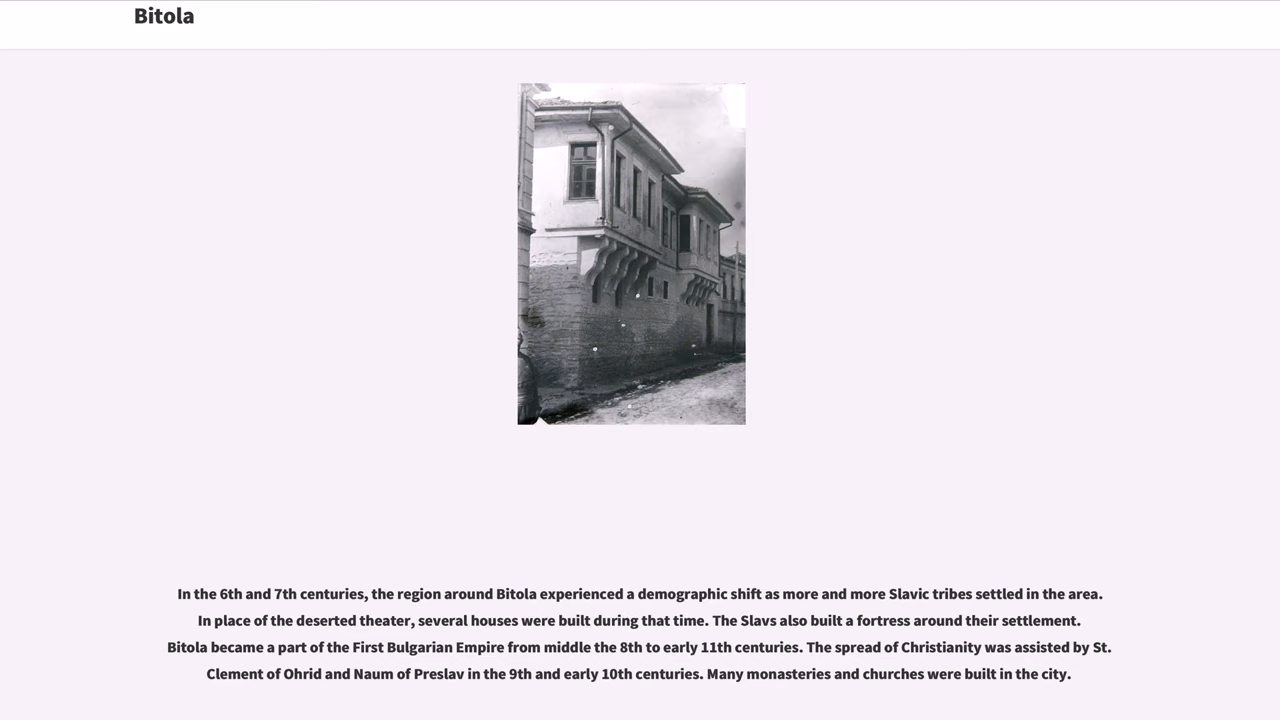 Bitola
In the 6th and 7th centuries, the region around Bitola experienced a demographic shift as more and more Slavic tribes settled in the area.
In place of the deserted theater, several houses were built during that time. The Slavs also built a fortress around their settlement.
Bitola became a part of the First Bulgarian Empire from middle the 8th to early 11th centuries. The spread of Christianity was assisted by St.
Clement of Ohrid and Naum of Preslav in the 9th and early 10th centuries. Many monasteries and churches were built in the city.